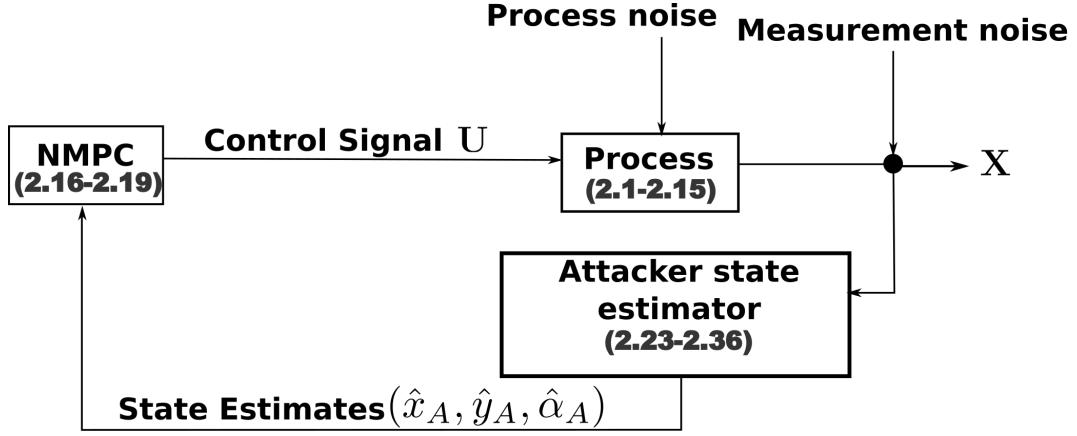 Process noise
Measurement noise
Control Signal U
NMPC
(2.16-2.19)
Process
(2.1-2.15)
X
Attacker state
estimator
(2.23-2.36)
State Estimates(x̂_A, ŷ_A, α̂_A)